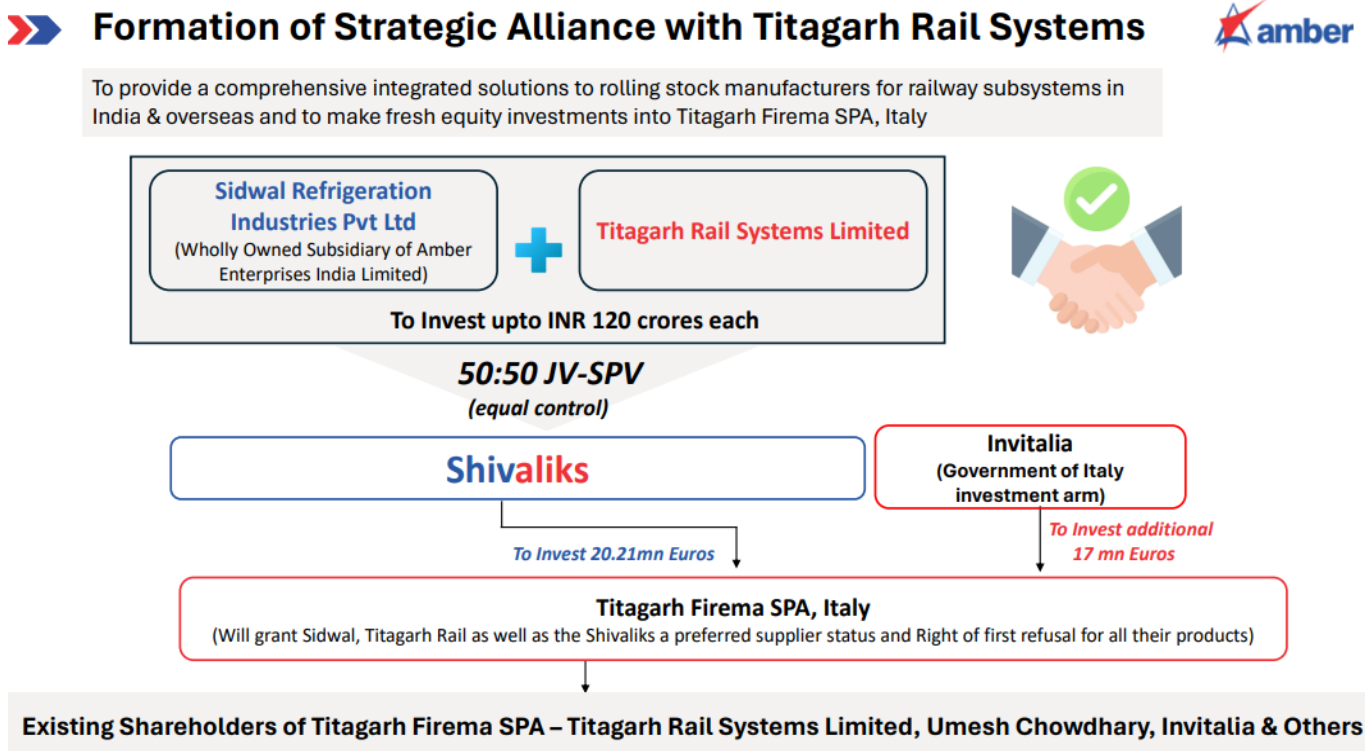 Formation of Strategic Alliance with Titagarh Rail Systems
amber
To provide a comprehensive integrated solutions to rolling stock manufacturers for railway subsystems in
India & overseas and to make fresh equity investments into Titagarh Firema SPA, Italy
Sidwal Refrigeration
Industries Pvt Ltd
(Wholly Owned Subsidiary of Amber
Enterprises India Limited)
Titagarh Rail Systems Limited
To Invest upto INR 120 crores each
50:50 JV-SPV
(equal control)
Shivaliks
Invitalia
(Government of Italy
investment arm)
To Invest 20.21mn Euros
To Invest additional
17 mn Euros
Titagarh Firema SPA, Italy
(Will grant Sidwal, Titagarh Rail as well as the Shivaliks a preferred supplier status and Right of first refusal for all their products)
Existing Shareholders of Titagarh Firema SPA – Titagarh Rail Systems Limited, Umesh Chowdhary, Invitalia & Others